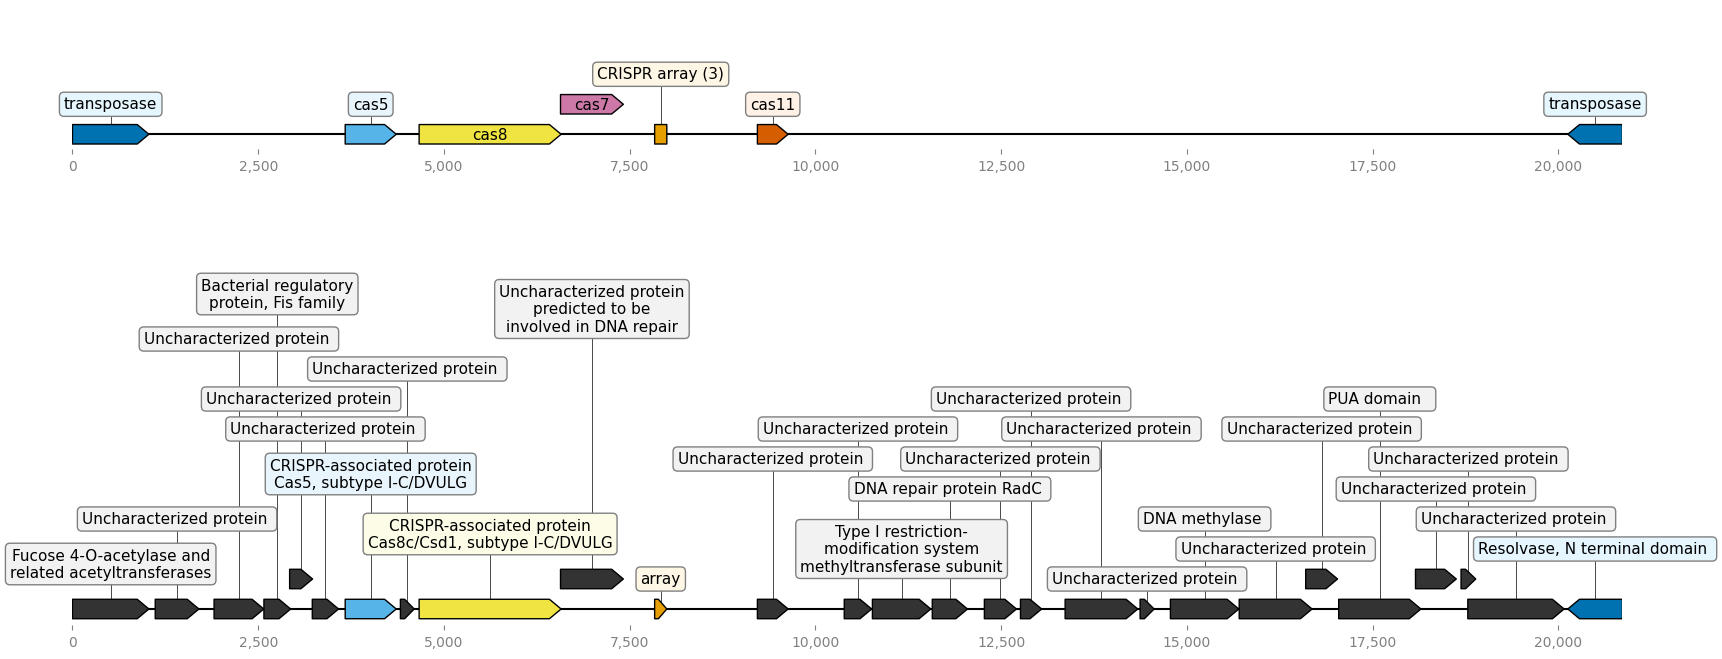 CRISPR array (3)
transposase
cas5
cas7
cas11
transposase
cas8
0
2,500
5,000
7,500
10,000
12,500
15,000
17,500
20,000
Bacterial regulatory
protein, Fis family
Uncharacterized protein
predicted to be
involved in DNA repair
Uncharacterized protein
Uncharacterized protein
Uncharacterized protein
Uncharacterized protein
PUA domain
Uncharacterized protein
Uncharacterized protein
Uncharacterized protein
Uncharacterized protein
CRISPR-associated protein
Cas5, subtype I-C/DVULG
Uncharacterized protein
Uncharacterized protein
Uncharacterized protein
DNA repair protein RadC
Uncharacterized protein
Uncharacterized protein
CRISPR-associated protein
Cas8c/Csd1, subtype I-C/DVULG
Type I restriction-
modification system
methyltransferase subunit
DNA methylase
Uncharacterized protein
Fucose 4-O-acetylase and
related acetyltransferases
Uncharacterized protein
Resolvase, N terminal domain
array
Uncharacterized protein
0
2,500
5,000
7,500
10,000
12,500
15,000
17,500
20,000